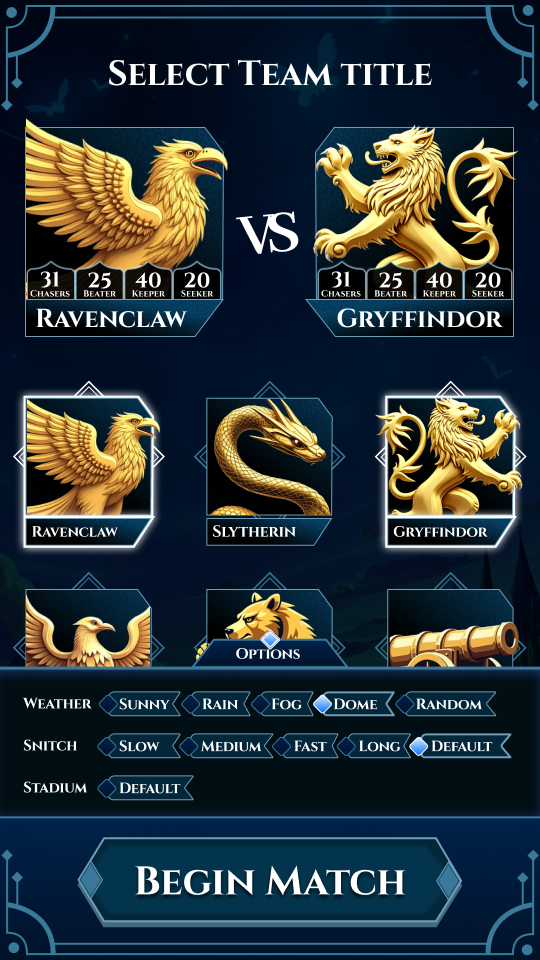 Select Team title
VS
31 25 40 20
Chasers Beater Keeper Seeker
Ravenclaw
31 25 40 20
Chasers Beater Keeper Seeker
Gryffindor
Ravenclaw
Slytherin
Gryffindor
Options
Weather Sunny Rain Fog Dome Random
Snitch Slow Medium Fast Long Default
Stadium Default
Begin Match